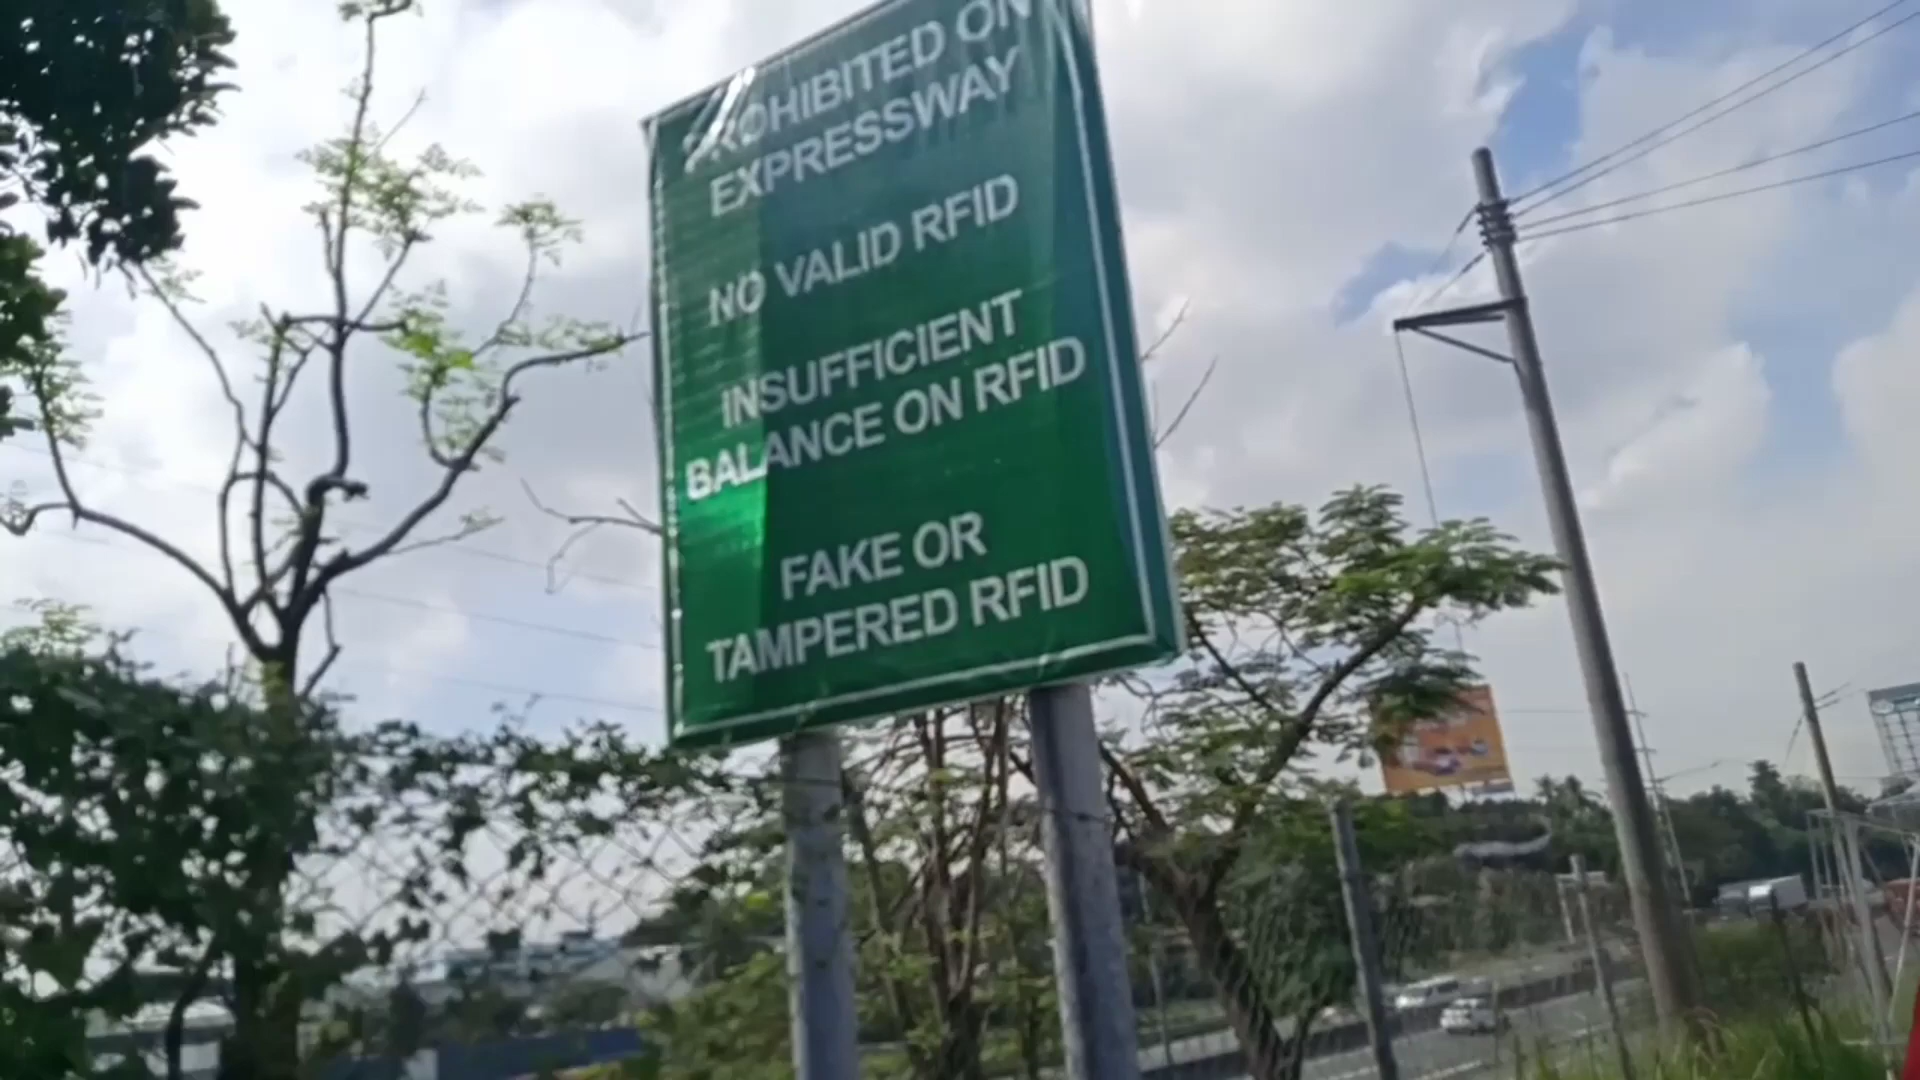 PROHIBITED ON
EXPRESSWAY
NO VALID RFID
INSUFFICIENT
BALANCE ON RFID
FAKE OR
TAMPERED RFID